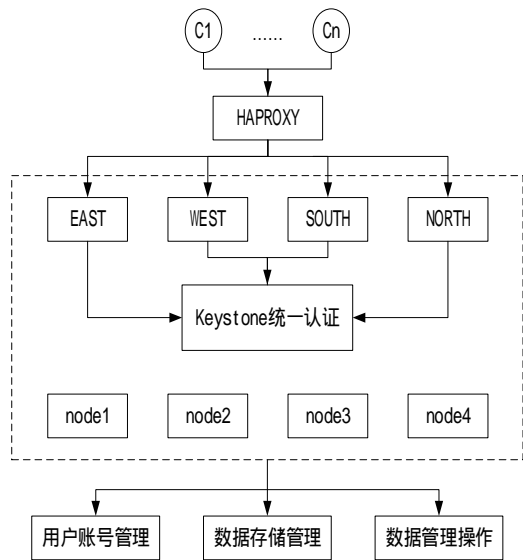 C1 ...... Cn
HAPROXY
EAST WEST SOUTH NORTH
Keystone统一认证
node1 node2 node3 node4
用户账号管理 数据存储管理 数据管理操作